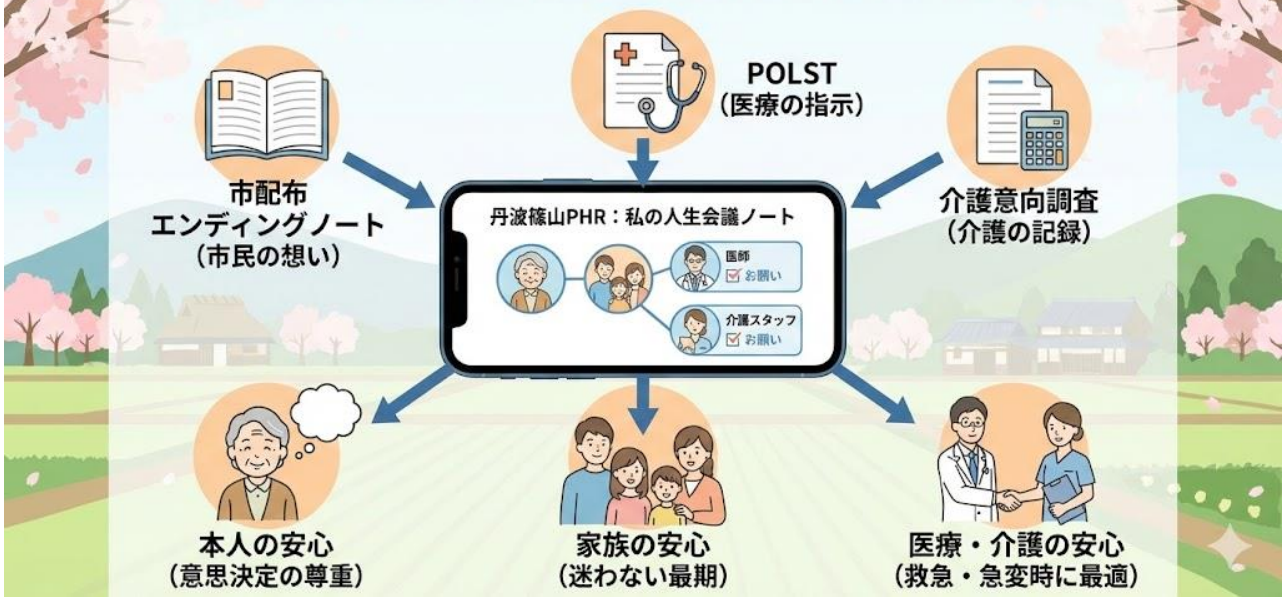 POLST
(医療の指示)
市配布
エンディングノート
(市民の想い)
介護意向調査
(介護の記録)
丹波篠山PHR:私の人生会議ノート
医師
お願い
介護スタッフ
お願い
本人の安心
(意思決定の尊重)
家族の安心
(迷わない最期)
医療・介護の安心
(救急・急変時に最適)